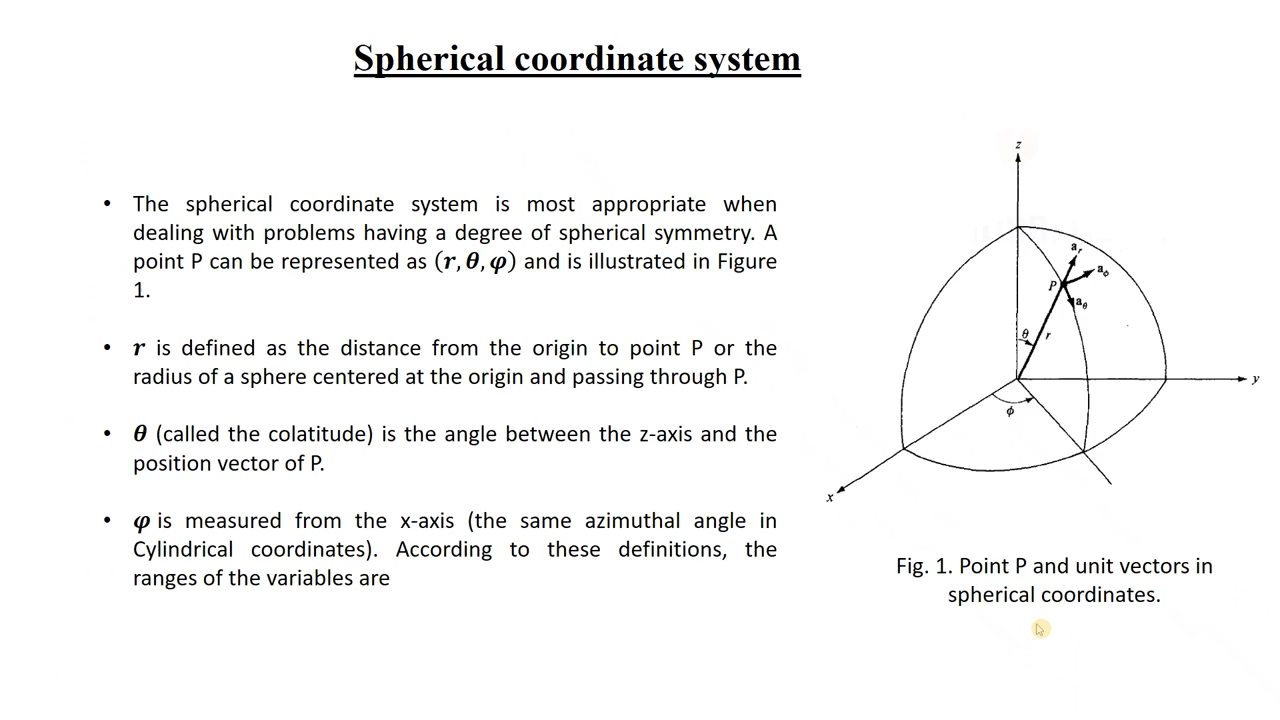 Spherical coordinate system
• The spherical coordinate system is most appropriate when
dealing with problems having a degree of spherical symmetry. A
point P can be represented as (r, θ, φ) and is illustrated in Figure
1.
• r is defined as the distance from the origin to point P or the
radius of a sphere centered at the origin and passing through P.
• θ (called the colatitude) is the angle between the z-axis and the
position vector of P.
• φ is measured from the x-axis (the same azimuthal angle in
Cylindrical coordinates). According to these definitions, the
ranges of the variables are
z
a_r
a_ϕ
P
a_θ
θ
r
y
ϕ
x
Fig. 1. Point P and unit vectors in
spherical coordinates.